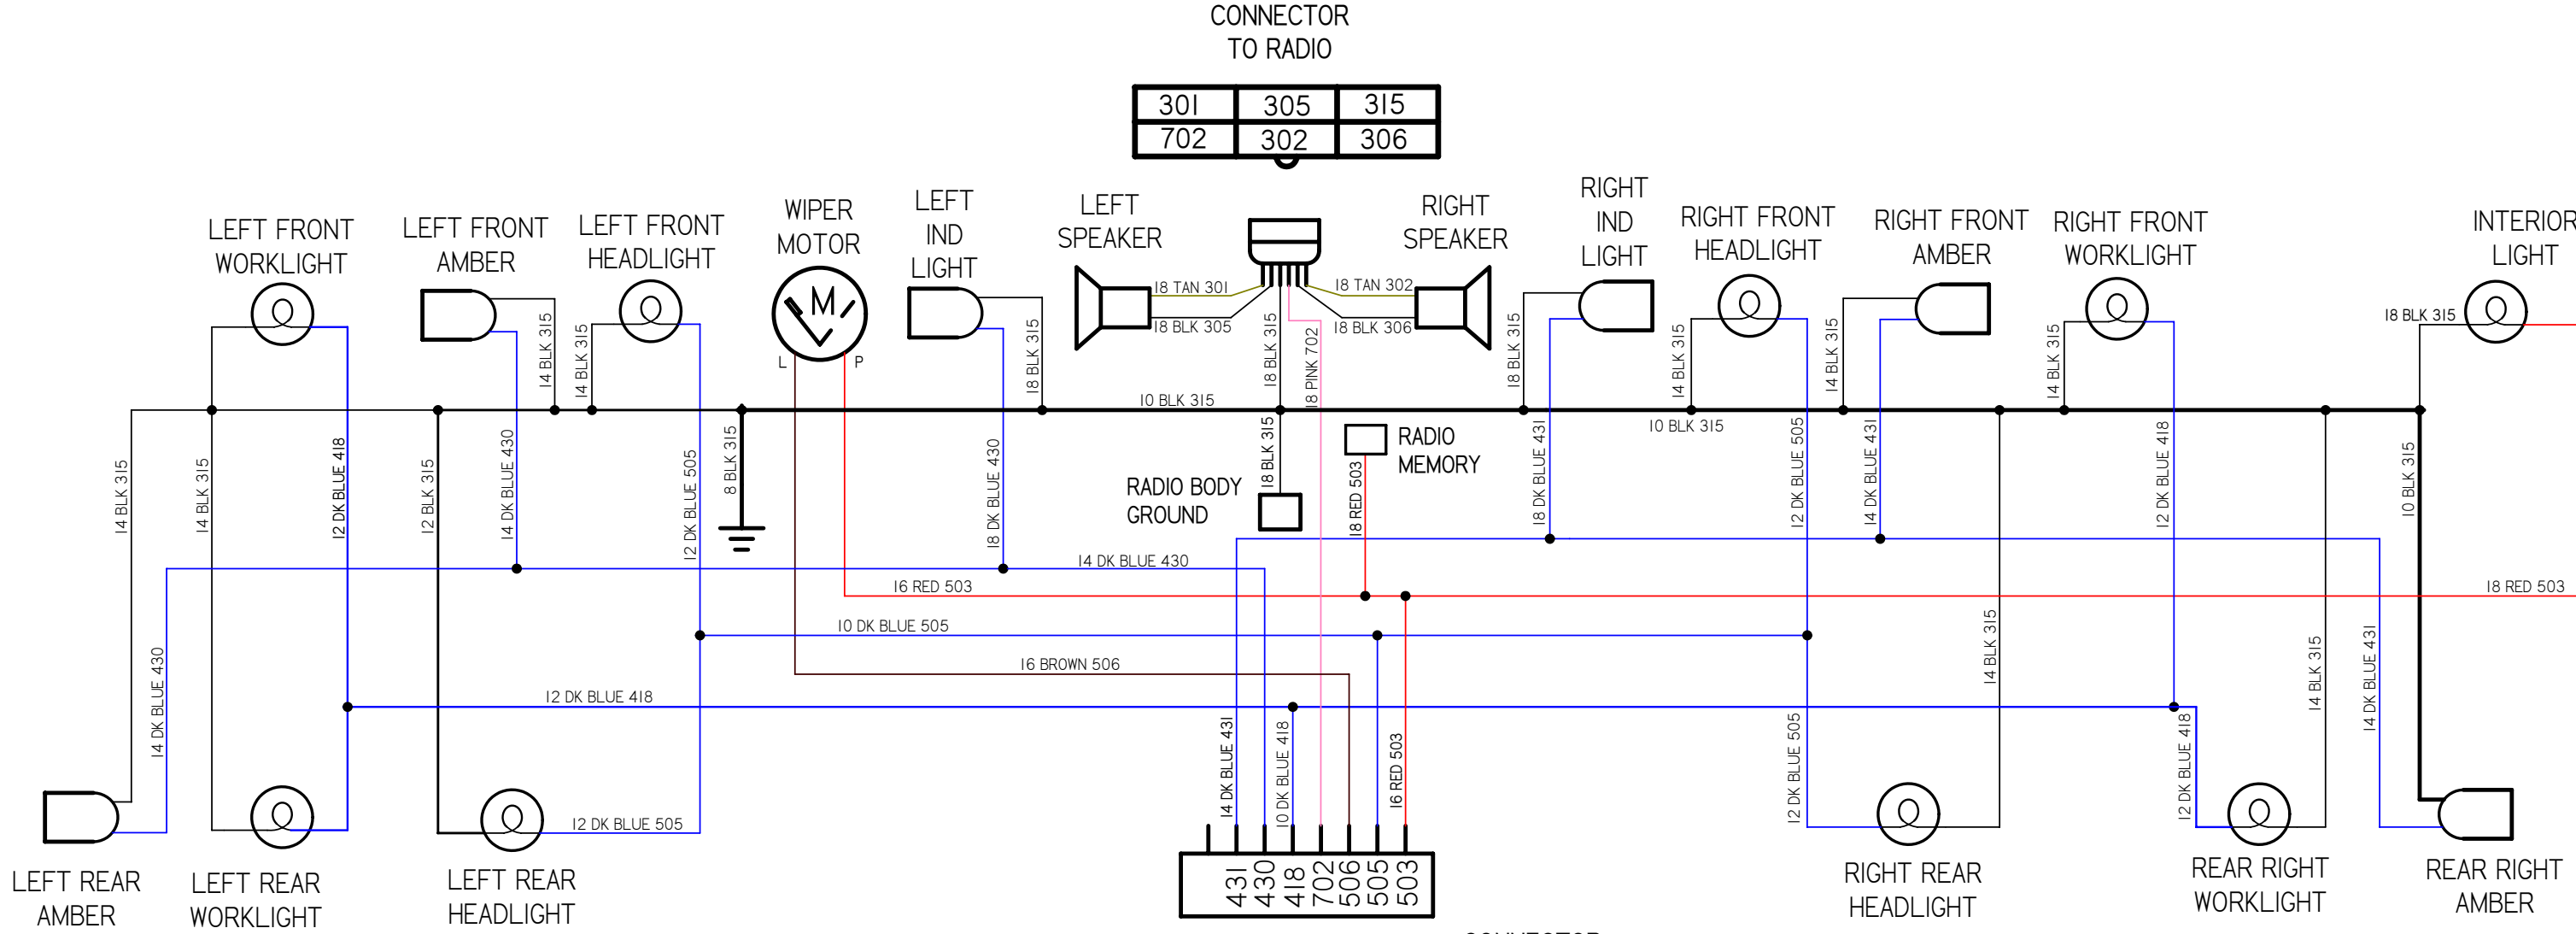 CONNECTOR
TO RADIO
301 305 315
702 302 306
LEFT FRONT
WORKLIGHT
LEFT FRONT
AMBER
LEFT FRONT
HEADLIGHT
WIPER
MOTOR
M
L P
LEFT
IND
LIGHT
LEFT
SPEAKER
RIGHT
SPEAKER
RIGHT
IND
LIGHT
RIGHT FRONT
HEADLIGHT
RIGHT FRONT
AMBER
RIGHT FRONT
WORKLIGHT
INTERIOR
LIGHT
18 TAN 301
18 BLK 305
18 TAN 302
18 BLK 306
18 BLK 315
18 PINK 702
14 BLK 315
14 BLK 315
18 BLK 315
18 BLK 315
14 BLK 315
14 BLK 315
14 BLK 315
18 BLK 315
10 BLK 315
10 BLK 315
14 BLK 315
14 BLK 315
12 DK BLUE 418
12 BLK 315
14 DK BLUE 430
12 DK BLUE 505
8 BLK 315
18 DK BLUE 430
18 BLK 315
RADIO BODY
GROUND
RADIO
MEMORY
18 RED 503
18 DK BLUE 431
12 DK BLUE 505
14 DK BLUE 431
12 DK BLUE 418
10 BLK 315
14 DK BLUE 430
16 RED 503
18 RED 503
10 DK BLUE 505
16 BROWN 506
12 DK BLUE 418
14 DK BLUE 430
14 BLK 315
14 BLK 315
14 DK BLUE 431
14 DK BLUE 431
10 DK BLUE 418
16 RED 503
12 DK BLUE 505
12 DK BLUE 418
12 DK BLUE 505
431
430
418
702
506
505
503
LEFT REAR
AMBER
LEFT REAR
WORKLIGHT
LEFT REAR
HEADLIGHT
RIGHT REAR
HEADLIGHT
REAR RIGHT
WORKLIGHT
REAR RIGHT
AMBER
CONNECTOR